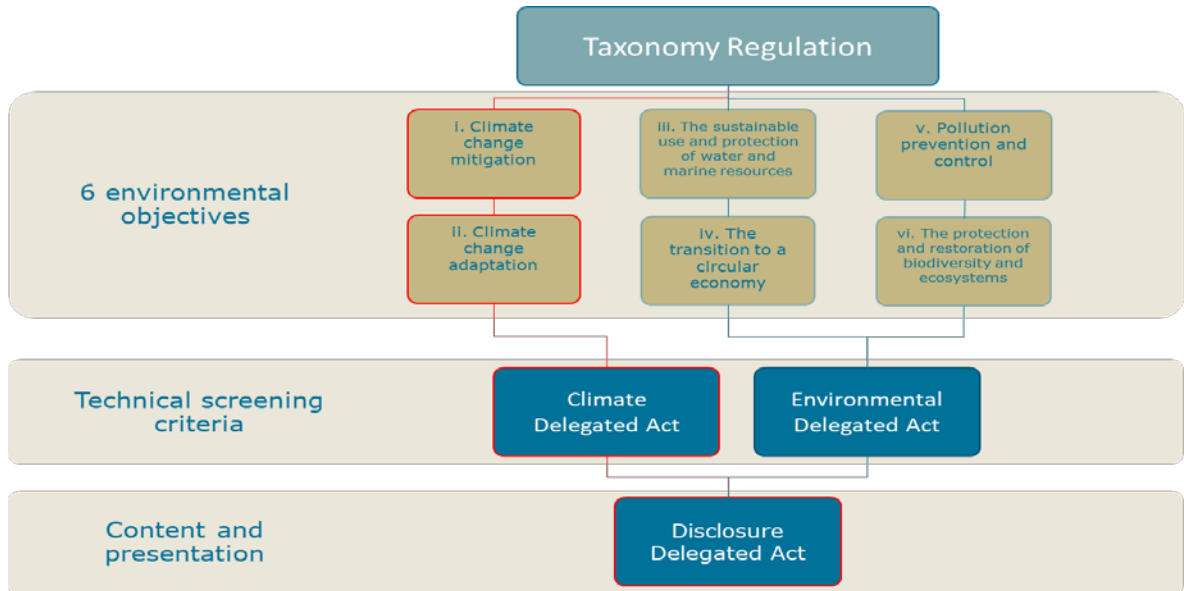 Taxonomy Regulation
6 environmental
objectives
i. Climate
change
mitigation
ii. Climate
change
adaptation
iii. The sustainable
use and protection
of water and
marine resources
iv. The
transition to a
circular
economy
v. Pollution
prevention and
control
vi. The protection
and restoration of
biodiversity and
ecosystems
Technical screening
criteria
Climate
Delegated Act
Environmental
Delegated Act
Content and
presentation
Disclosure
Delegated Act